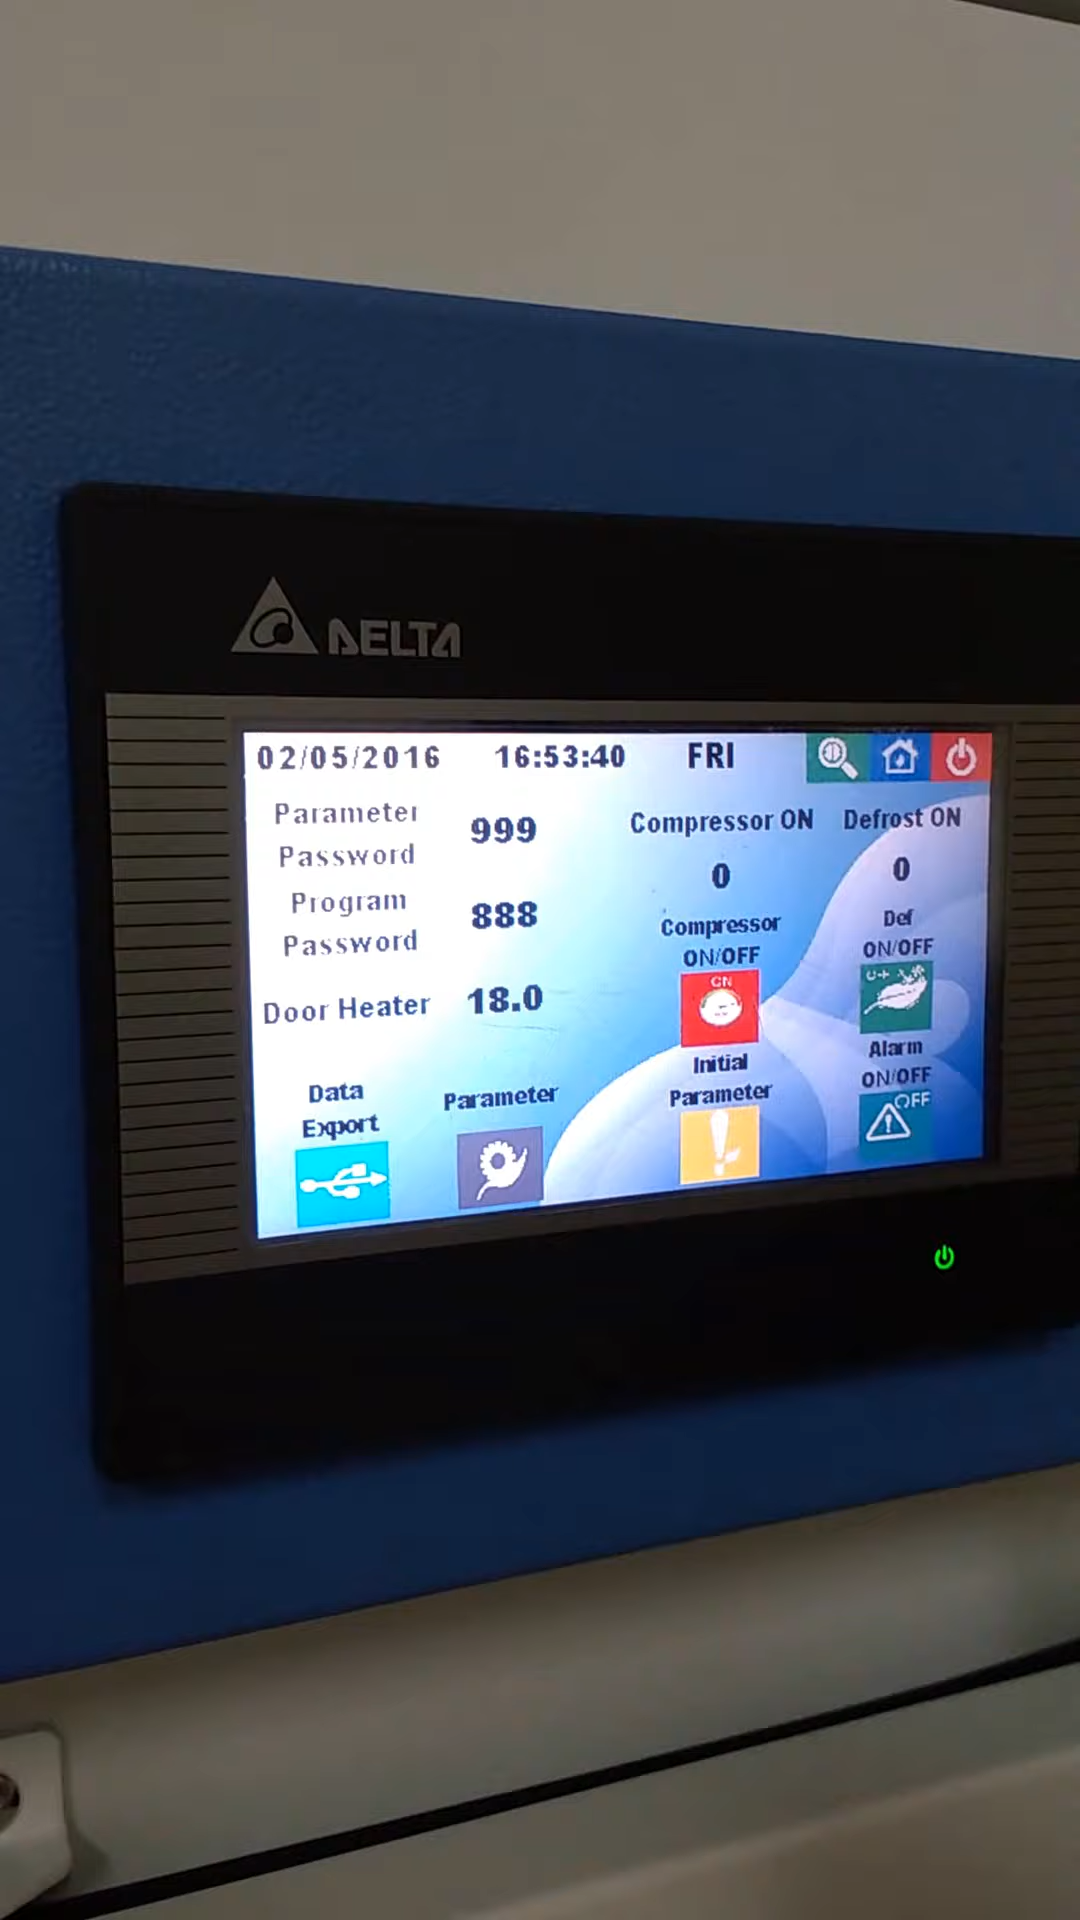 DELTA
02/05/2016 16:53:40 FRI
Parameter
Password 999
Program
Password 888
Door Heater 18.0
Compressor ON
0
Defrost ON
0
Compressor
ON/OFF
ON
Def
ON/OFF
Initial
Parameter
Alarm
ON/OFF
OFF
Data
Export
Parameter